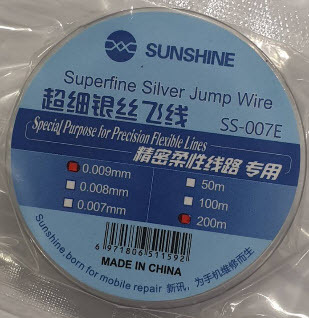 SUNSHINE
Superfine Silver Jump Wire
超细银丝飞线
SS-007E
Special Purpose for Precision Flexible Lines
精密柔性线路 专用
0.009mm
50m
0.008mm
100m
0.007mm
200m
6 971806 511592
MADE IN CHINA
Sunshine,born for mobile repair 新讯，为手机维修而生